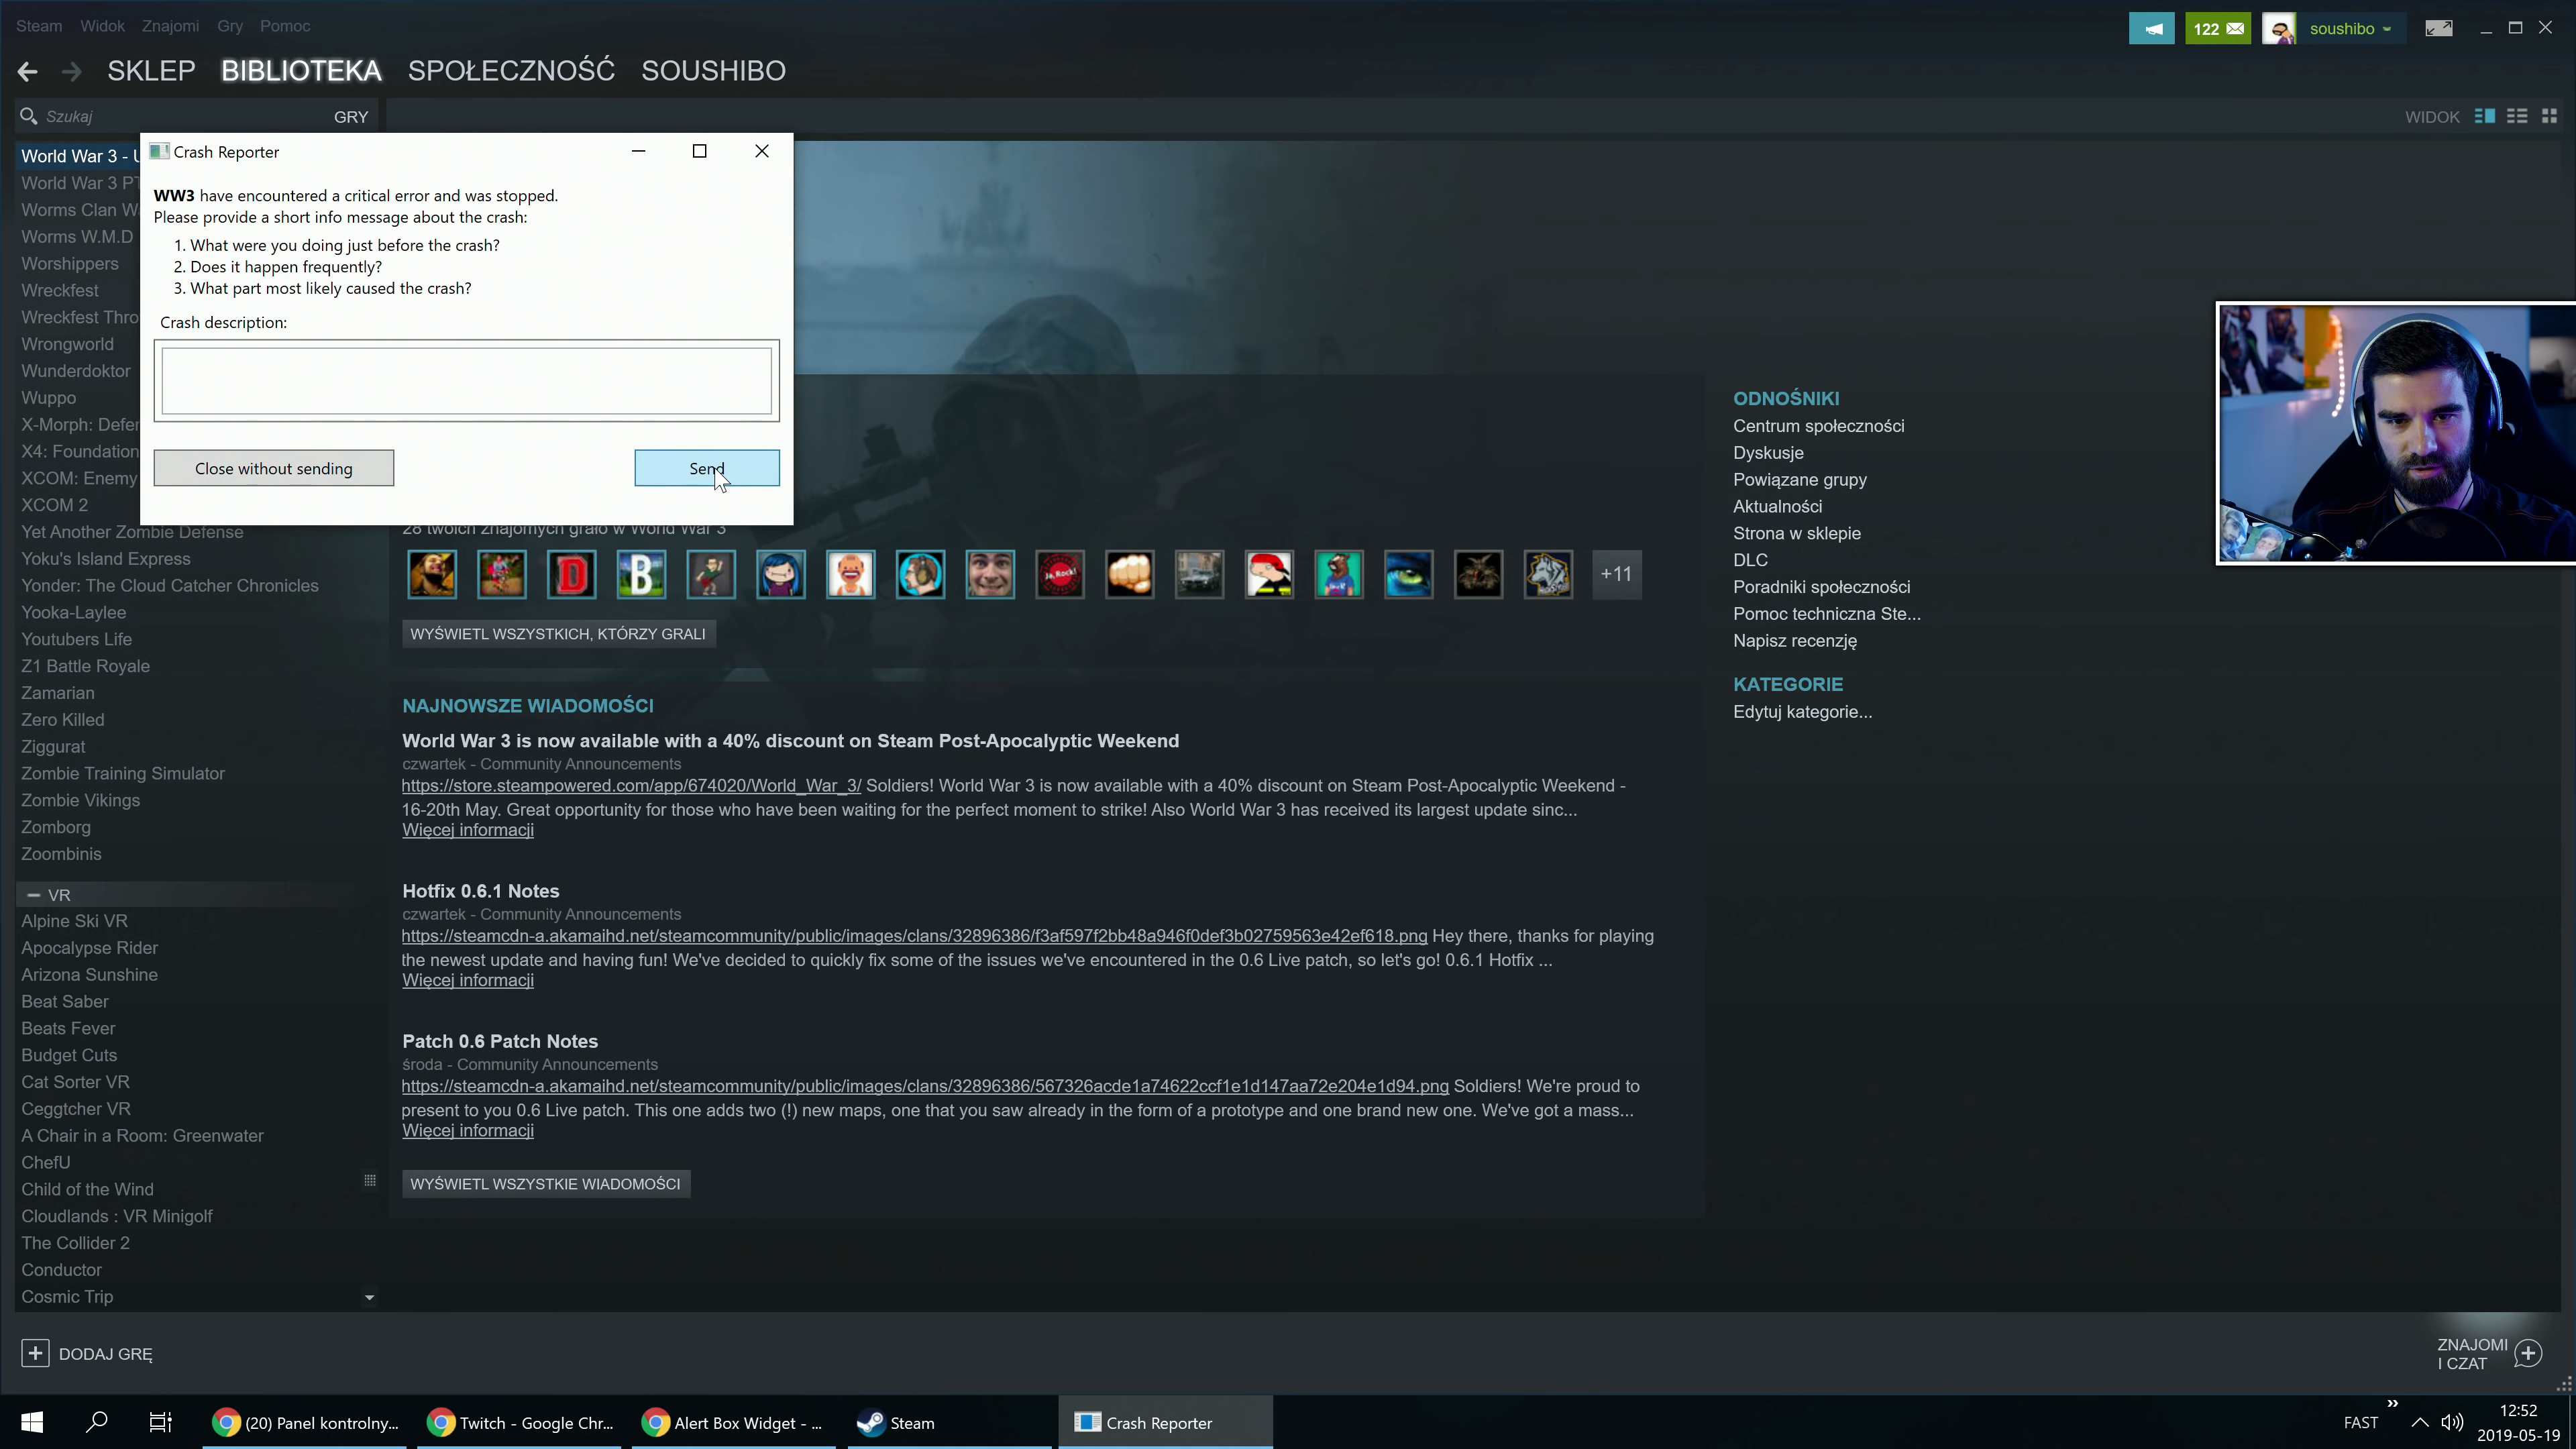 Steam Widok Znajomi Gry Pomoc
122
soushibo
SKLEP BIBLIOTEKA SPOŁECZNOŚĆ SOUSHIBO
Szukaj
GRY
WIDOK
World War 3 - 
World War 3 
Worms Clan 
Worms W.M.D
Worshippers
Wreckfest
Wreckfest 
Wrongworld
Wunderdoktor
Wuppo
X-Morph: 
X4: Foundation
XCOM: Enemy
XCOM 2
Yet Another Zombie Defense
Yoku's Island Express
Yonder: The Cloud Catcher Chronicles
Yooka-Laylee
Youtubers Life
Z1 Battle Royale
Zamarian
Zero Killed
Ziggurat
Zombie Training Simulator
Zombie Vikings
Zomborg
Zoombinis
VR
Alpine Ski VR
Apocalypse Rider
Arizona Sunshine
Beat Saber
Beats Fever
Budget Cuts
Cat Sorter VR
Ceggtcher VR
A Chair in a Room: Greenwater
ChefU
Child of the Wind
Cloudlands : VR Minigolf
The Collider 2
Conductor
Cosmic Trip
Crash Reporter
WW3 have encountered a critical error and was stopped.
Please provide a short info message about the crash:
1. What were you doing just before the crash?
2. Does it happen frequently?
3. What part most likely caused the crash?
Crash description:
Close without sending
Send
28 twoich znajomych grało w World War 3
D
B
Ja, Rock!
+11
WYŚWIETL WSZYSTKICH, KTÓRZY GRALI
NAJNOWSZE WIADOMOŚCI
World War 3 is now available with a 40% discount on Steam Post-Apocalyptic Weekend
czwartek - Community Announcements
https://store.steampowered.com/app/674020/World_War_3/ Soldiers! World War 3 is now available with a 40% discount on Steam Post-Apocalyptic Weekend -
16-20th May. Great opportunity for those who have been waiting for the perfect moment to strike! Also World War 3 has received its largest update sinc...
Więcej informacji
Hotfix 0.6.1 Notes
czwartek - Community Announcements
https://steamcdn-a.akamaihd.net/steamcommunity/public/images/clans/32896386/f3af597f2bb48a946f0def3b02759563e42ef618.png Hey there, thanks for playing
the newest update and having fun! We've decided to quickly fix some of the issues we've encountered in the 0.6 Live patch, so let's go! 0.6.1 Hotfix ...
Więcej informacji
Patch 0.6 Patch Notes
środa - Community Announcements
https://steamcdn-a.akamaihd.net/steamcommunity/public/images/clans/32896386/567326acde1a74622ccf1e1d147aa72e204e1d94.png Soldiers! We're proud to
present to you 0.6 Live patch. This one adds two (!) new maps, one that you saw already in the form of a prototype and one brand new one. We've got a mass...
Więcej informacji
WYŚWIETL WSZYSTKIE WIADOMOŚCI
ODNOŚNIKI
Centrum społeczności
Dyskusje
Powiązane grupy
Aktualności
Strona w sklepie
DLC
Poradniki społeczności
Pomoc techniczna Ste...
Napisz recenzję
KATEGORIE
Edytuj kategorie...
DODAJ GRĘ
ZNAJOMI
I CZAT
(20) Panel kontrolny...
Twitch - Google Chr...
Alert Box Widget - ...
Steam
Crash Reporter
FAST
12:52
2019-05-19